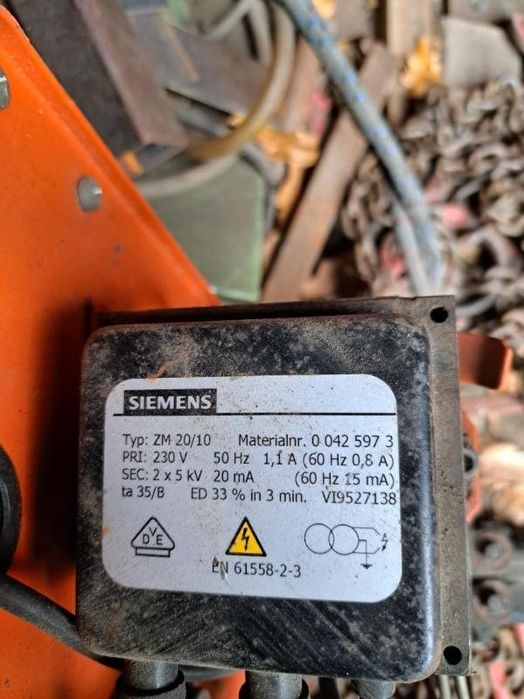 SIEMENS
Typ: ZM 20/10 Materialnr. 0 042 597 3
PRI: 230 V 50 Hz 1,1 A (60 Hz 0,8 A)
SEC: 2 x 5 kV 20 mA (60 Hz 15 mA)
ta 35/B ED 33 % in 3 min. VI9527138
DVE
EN 61558-2-3